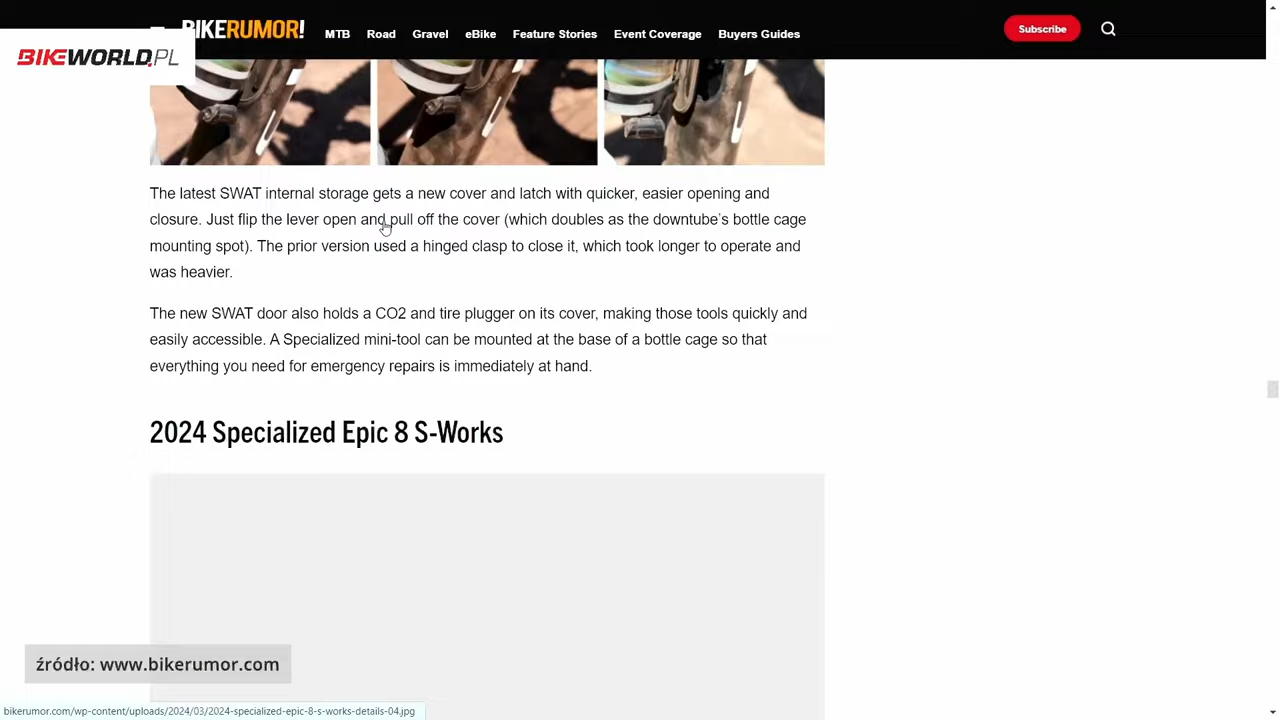 BIKERUMOR!
MTB Road Gravel eBike Feature Stories Event Coverage Buyers Guides
Subscribe
BIKEWORLD.PL
The latest SWAT internal storage gets a new cover and latch with quicker, easier opening and
closure. Just flip the lever open and pull off the cover (which doubles as the downtube's bottle cage
mounting spot). The prior version used a hinged clasp to close it, which took longer to operate and
was heavier.
The new SWAT door also holds a CO2 and tire plugger on its cover, making those tools quickly and
easily accessible. A Specialized mini-tool can be mounted at the base of a bottle cage so that
everything you need for emergency repairs is immediately at hand.
2024 Specialized Epic 8 S-Works
źródło: www.bikerumor.com
bikerumor.com/wp-content/uploads/2024/03/2024-specialized-epic-8-s-works-details-04.jpg